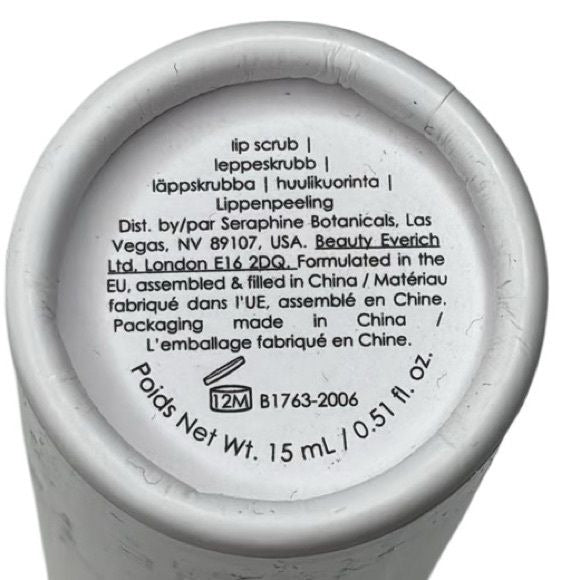 lip scrub |
leppeskrubb |
läppskrubba | huulikuorinta |
Lippenpeeling
Dist. by/par Seraphine Botanicals, Las
Vegas, NV 89107, USA. Beauty Everich
Ltd. London E16 2DQ. Formulated in the
EU, assembled & filled in China / Matériau
fabriqué dans l'UE, assemblé en Chine.
Packaging made in China /
L'emballage fabriqué en Chine.
12M B1763-2006
Poids Net Wt. 15 mL / 0.51 fl. oz.